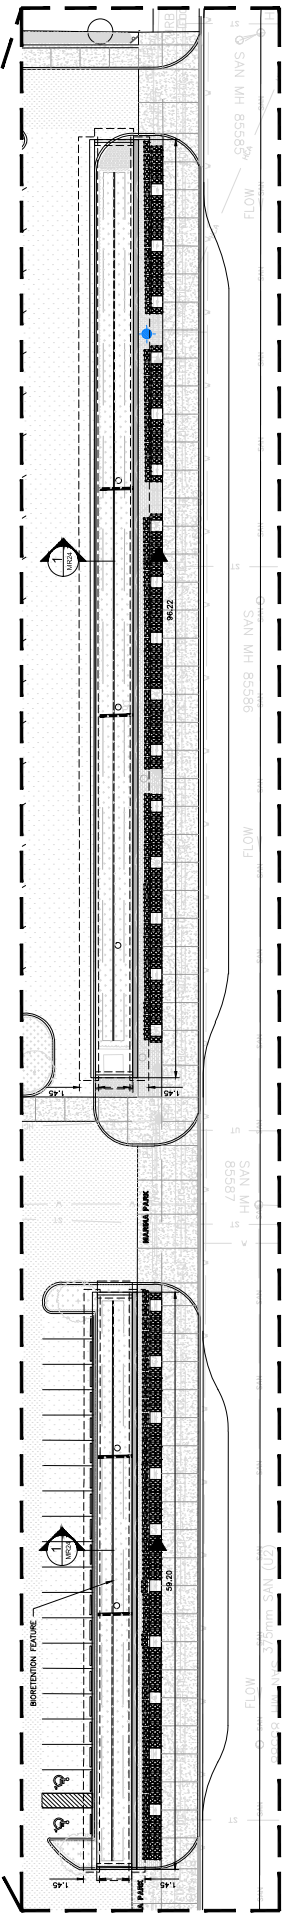 SAN MH 85585
FLOW
1
MR24
96.22
SAN MH 85586
FLOW
1.45
1.45
SAN MH
85587
MARINA PARK
1
MR24
59.20
BIORETENTION FEATURE
FLOW
1.45
1.45
A PARK